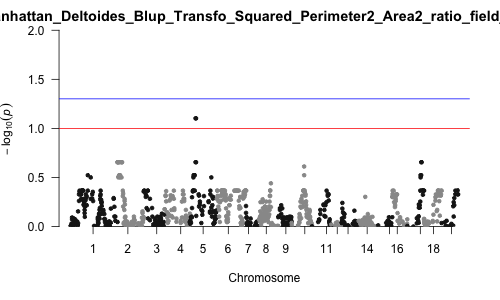 nhattan_Deltoides_Blup_Transfo_Squared_Perimeter2_Area2_ratio_field_
2.0
1.5
1.0
0.5
0.0
− log10(p)
1 2 3 4 5 6 7 8 9 11 14 16 18
Chromosome